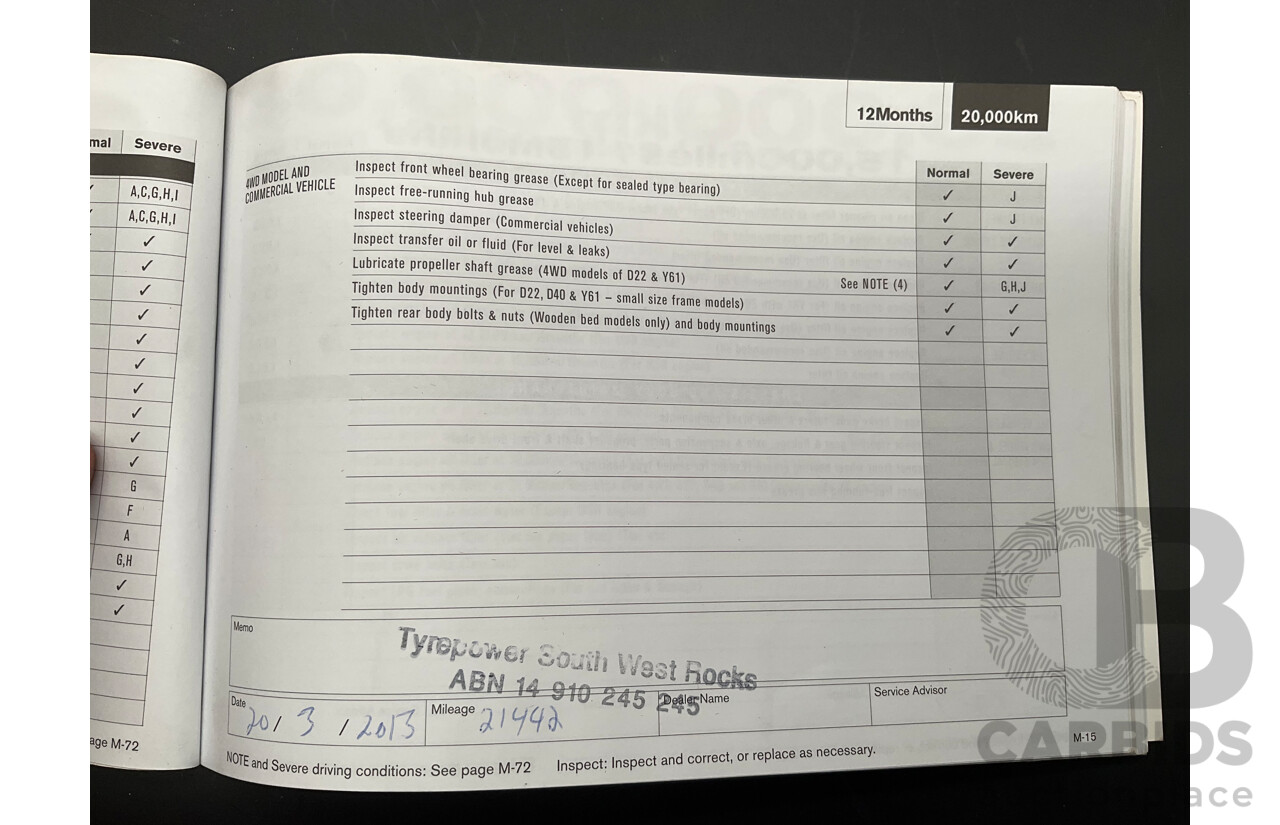 mal Severe
A,C,G,H,I
A,C,G,H,I
✓
✓
✓
✓
✓
✓
✓
✓
✓
✓
G
F
A
G,H
✓
✓
age M-72
12Months 20,000km
Normal Severe
4WD MODEL AND
COMMERCIAL VEHICLE
Inspect front wheel bearing grease (Except for sealed type bearing) ✓ J
Inspect free-running hub grease ✓ J
Inspect steering damper (Commercial vehicles) ✓ ✓
Inspect transfer oil or fluid (For level & leaks) ✓ ✓
Lubricate propeller shaft grease (4WD models of D22 & Y61) See NOTE (4) ✓ G,H,J
Tighten body mountings (For D22, D40 & Y61 – small size frame models) ✓ ✓
Tighten rear body bolts & nuts (Wooden bed models only) and body mountings ✓ ✓
Memo
Tyrepower South West Rocks
ABN 14 910 245 245
Date 20/ 3 / 2013 Mileage 21442 Dealer Name Service Advisor
NOTE and Severe driving conditions: See page M-72 Inspect: Inspect and correct, or replace as necessary.
M-15
CARBIDS